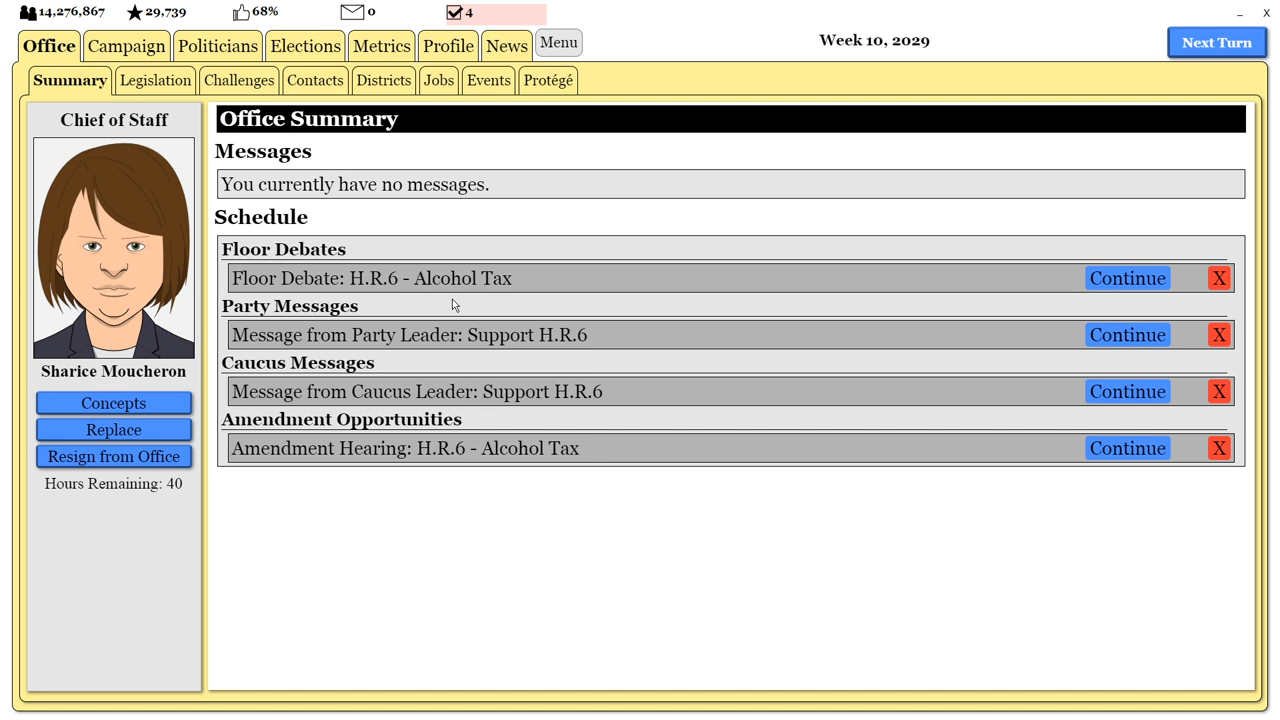 14,276,867 29,739 68% 0 4 _ X
Office Campaign Politicians Elections Metrics Profile News Menu Week 10, 2029 Next Turn
Summary Legislation Challenges Contacts Districts Jobs Events Protégé
Chief of Staff
Sharice Moucheron
Concepts
Replace
Resign from Office
Hours Remaining: 40
Office Summary
Messages
You currently have no messages.
Schedule
Floor Debates
Floor Debate: H.R.6 - Alcohol Tax Continue X
Party Messages
Message from Party Leader: Support H.R.6 Continue X
Caucus Messages
Message from Caucus Leader: Support H.R.6 Continue X
Amendment Opportunities
Amendment Hearing: H.R.6 - Alcohol Tax Continue X